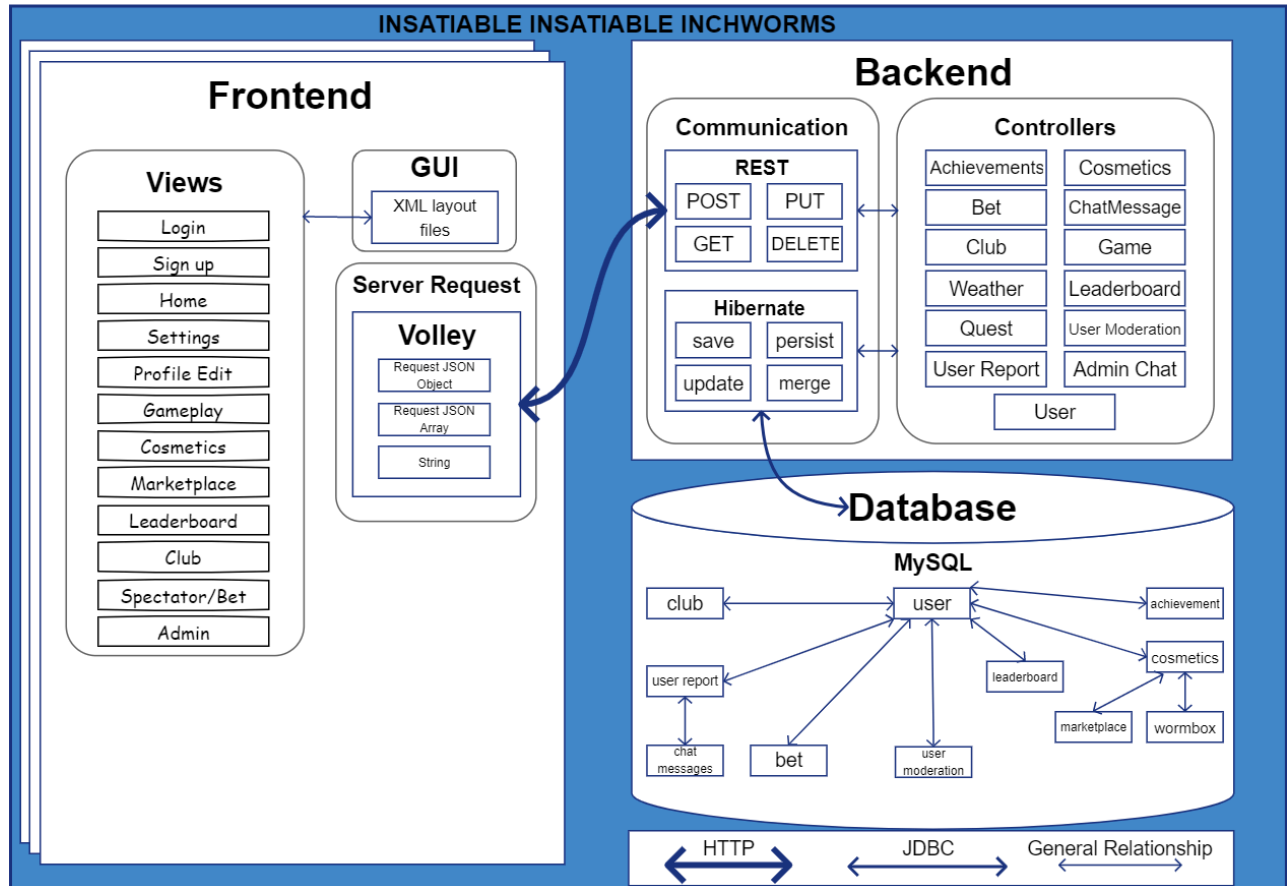 INSATIABLE INSATIABLE INCHWORMS
Frontend
Views
Login
Sign up
Home
Settings
Profile Edit
Gameplay
Cosmetics
Marketplace
Leaderboard
Club
Spectator/Bet
Admin
GUI
XML layout
files
Server Request
Volley
Request JSON
Object
Request JSON
Array
String
Backend
Communication
REST
POST
PUT
GET
DELETE
Hibernate
save
persist
update
merge
Controllers
Achievements
Cosmetics
Bet
ChatMessage
Club
Game
Weather
Leaderboard
Quest
User Moderation
User Report
Admin Chat
User
Database
MySQL
club
user
achievement
user report
leaderboard
cosmetics
marketplace
wormbox
chat
messages
bet
user
moderation
HTTP
JDBC
General Relationship